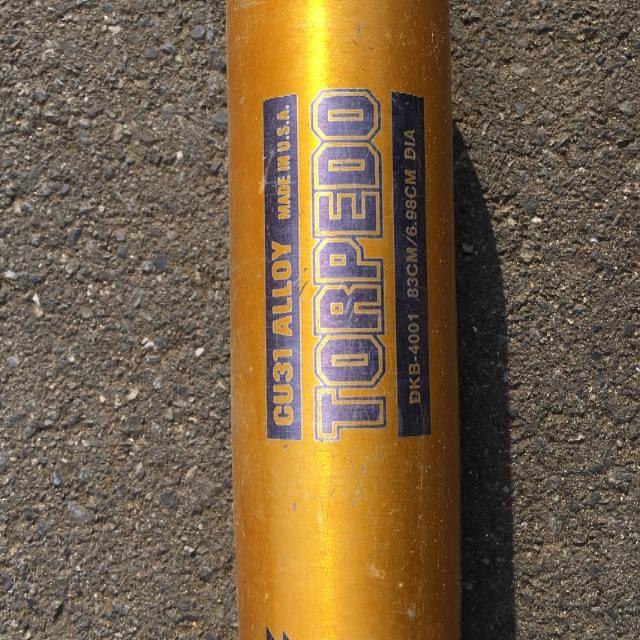 CU31 ALLOY MADE IN U.S.A.
TORPEDO
DKB-4001 83CM/6.98CM DIA